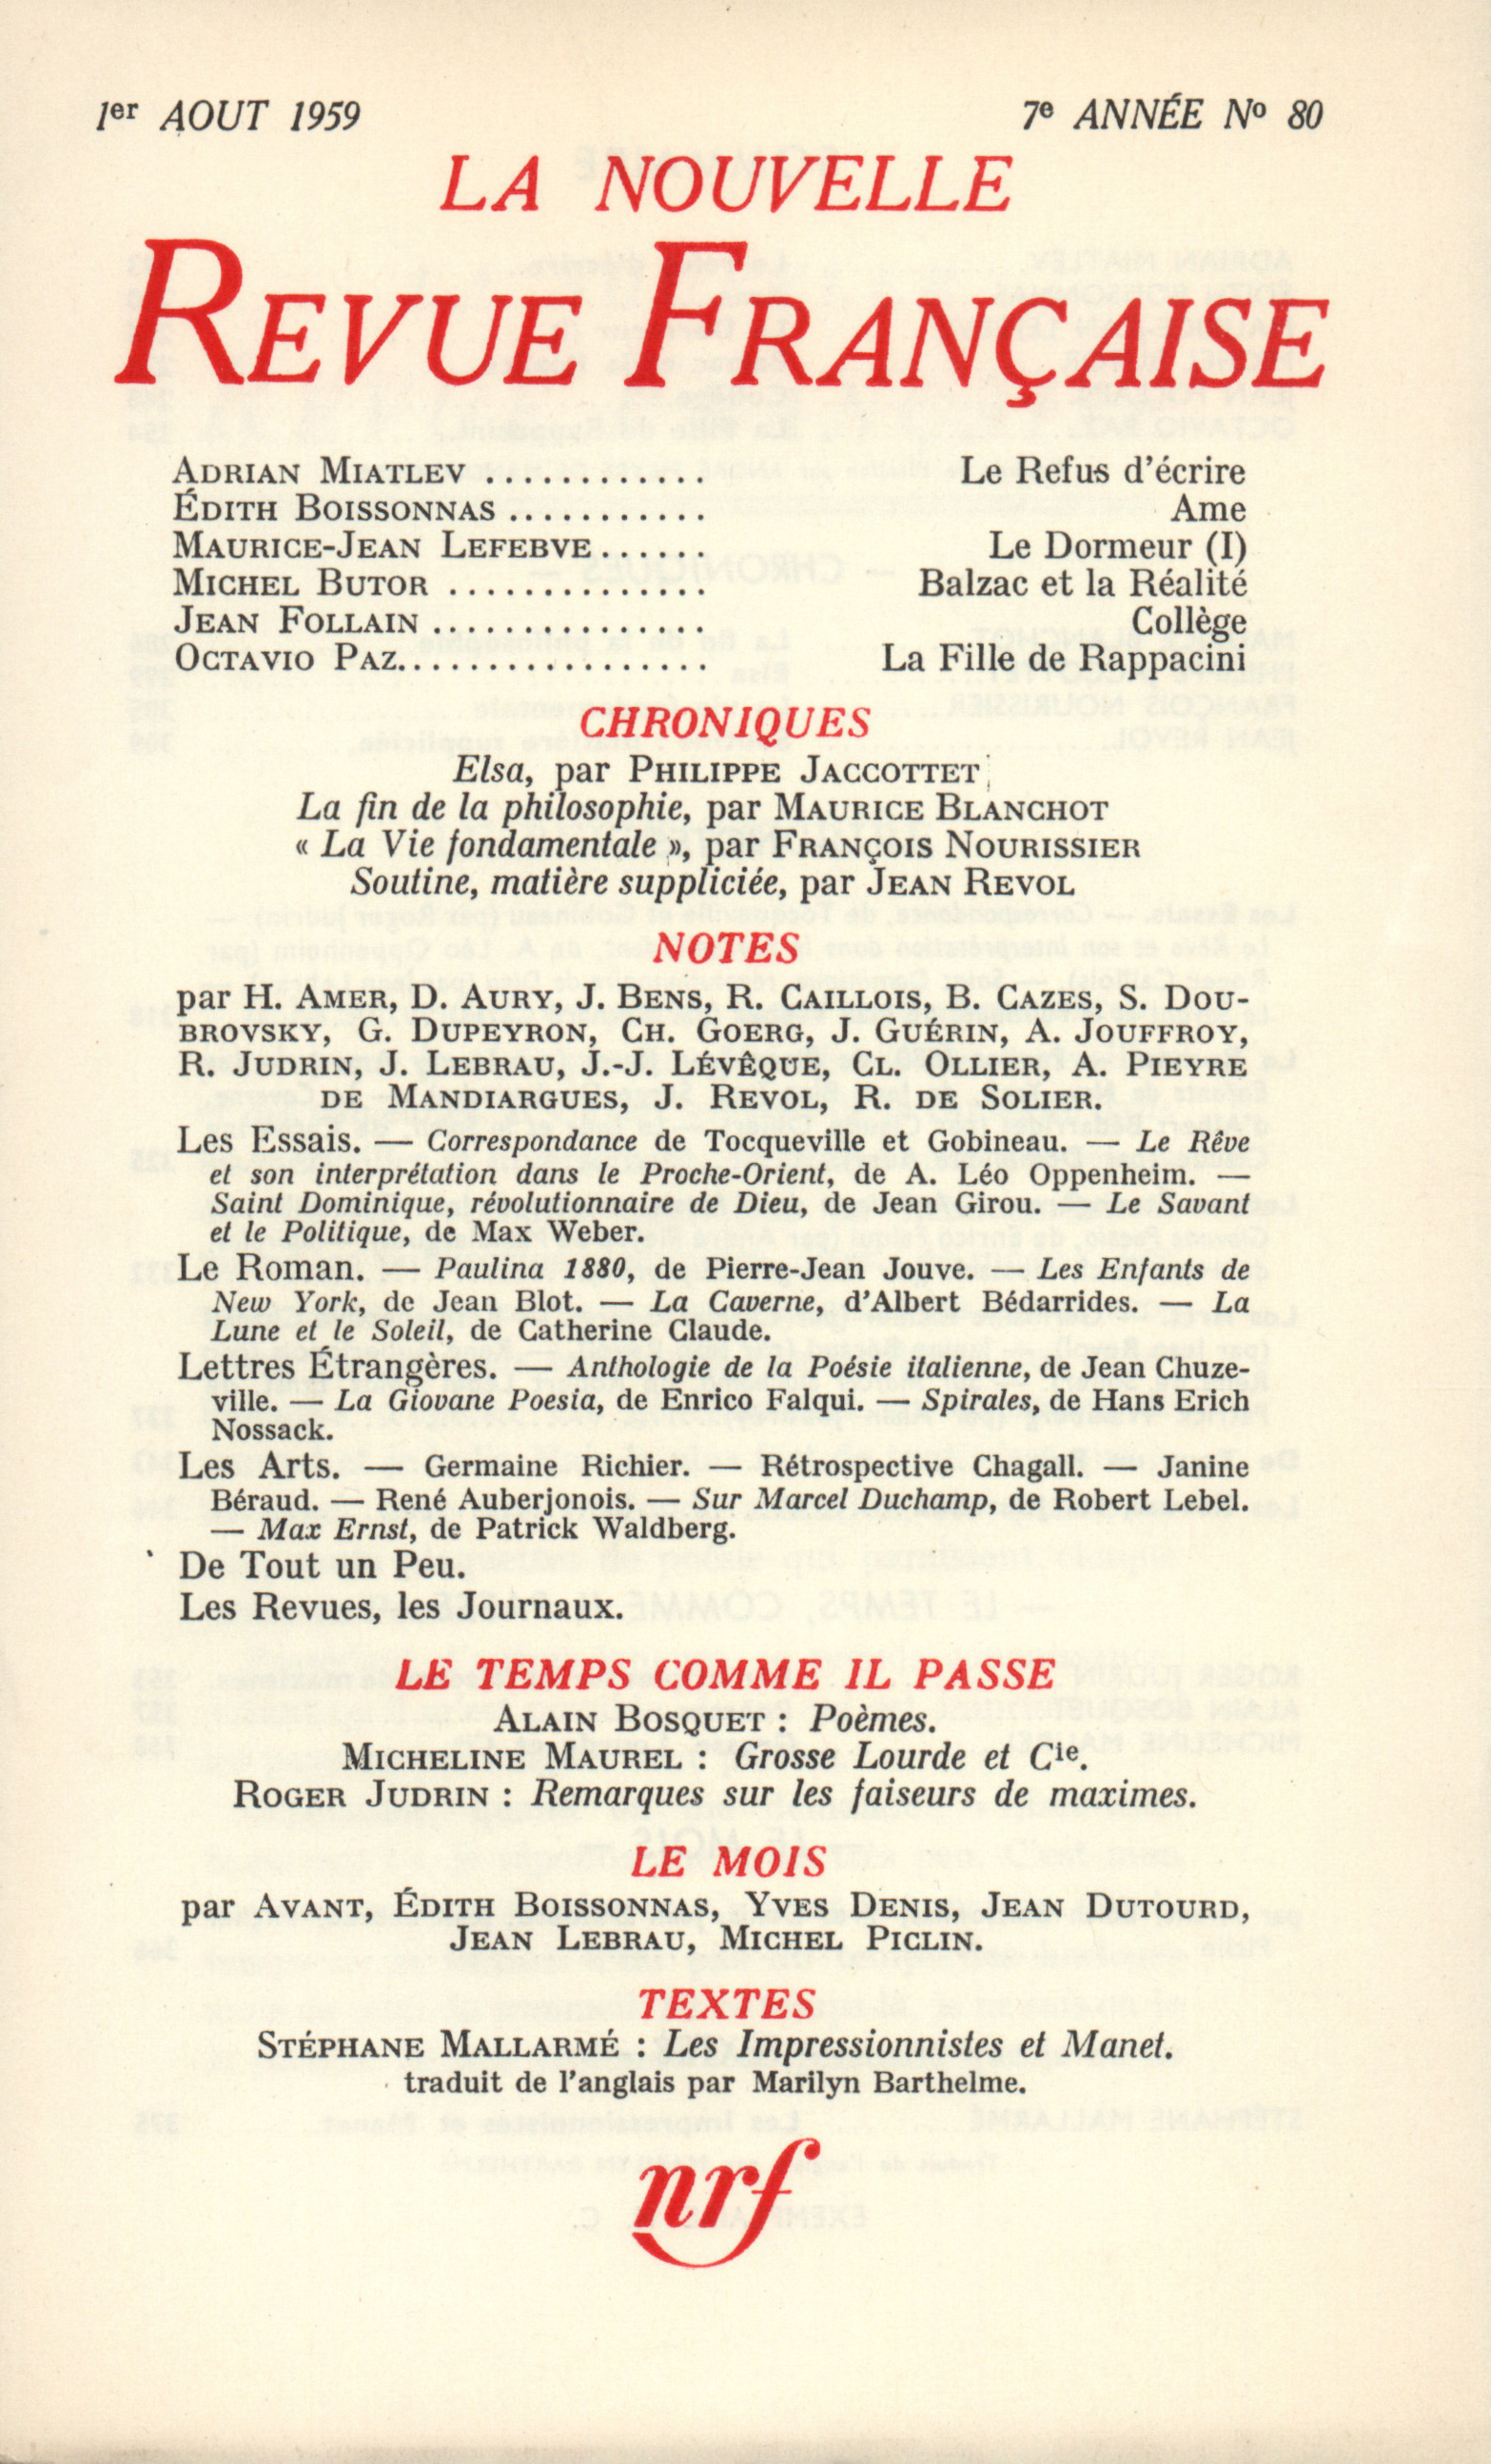 1er AOUT 1959 7e ANNÉE No 80
LA NOUVELLE
REVUE FRANÇAISE
ADRIAN MIATLEV ............ Le Refus d'écrire
ÉDITH BOISSONNAS ........... Ame
MAURICE-JEAN LEFEBVE...... Le Dormeur (I)
MICHEL BUTOR .............. Balzac et la Réalité
JEAN FOLLAIN ............... Collège
OCTAVIO PAZ................. La Fille de Rappacini
CHRONIQUES
Elsa, par PHILIPPE JACCOTTET
La fin de la philosophie, par MAURICE BLANCHOT
« La Vie fondamentale », par FRANÇOIS NOURISSIER
Soutine, matière suppliciée, par JEAN REVOL
NOTES
par H. AMER, D. AURY, J. BENS, R. CAILLOIS, B. CAZES, S. DOU-
BROVSKY, G. DUPEYRON, CH. GOERG, J. GUÉRIN, A. JOUFFROY,
R. JUDRIN, J. LEBRAU, J.-J. LÉVÊQUE, CL. OLLIER, A. PIEYRE
DE MANDIARGUES, J. REVOL, R. DE SOLIER.
Les Essais. — Correspondance de Tocqueville et Gobineau. — Le Rêve
et son interprétation dans le Proche-Orient, de A. Léo Oppenheim. —
Saint Dominique, révolutionnaire de Dieu, de Jean Girou. — Le Savant
et le Politique, de Max Weber.
Le Roman. — Paulina 1880, de Pierre-Jean Jouve. — Les Enfants de
New York, de Jean Blot. — La Caverne, d'Albert Bédarrides. — La
Lune et le Soleil, de Catherine Claude.
Lettres Étrangères. — Anthologie de la Poésie italienne, de Jean Chuze-
ville. — La Giovane Poesia, de Enrico Falqui. — Spirales, de Hans Erich
Nossack.
Les Arts. — Germaine Richier. — Rétrospective Chagall. — Janine
Béraud. — René Auberjonois. — Sur Marcel Duchamp, de Robert Lebel.
— Max Ernst, de Patrick Waldberg.
De Tout un Peu.
Les Revues, les Journaux.
LE TEMPS COMME IL PASSE
ALAIN BOSQUET : Poèmes.
MICHELINE MAUREL : Grosse Lourde et Cie.
ROGER JUDRIN : Remarques sur les faiseurs de maximes.
LE MOIS
par AVANT, ÉDITH BOISSONNAS, YVES DENIS, JEAN DUTOURD,
JEAN LEBRAU, MICHEL PICLIN.
TEXTES
STÉPHANE MALLARMÉ : Les Impressionnistes et Manet.
traduit de l'anglais par Marilyn Barthelme.
nrf